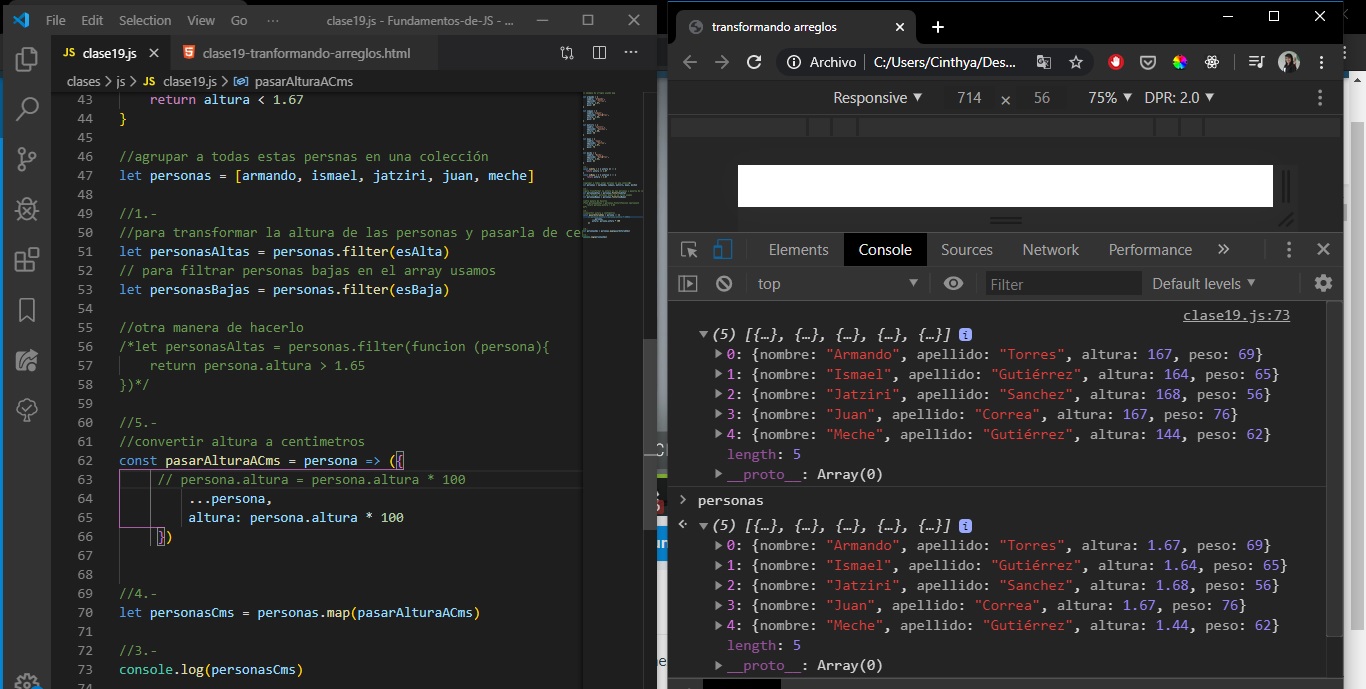 File Edit Selection View Go ··· clase19.js - Fundamentos-de-JS - ...
JS clase19.js clase19-tranformando-arreglos.html
clases > js > JS clase19.js > pasarAlturaACms
43 return altura < 1.67
44 }
45
46 //agrupar a todas estas persnas en una colección
47 let personas = [armando, ismael, jatziri, juan, meche]
48
49 //1.-
50 //para transformar la altura de las personas y pasarla de ce
51 let personasAltas = personas.filter(esAlta)
52 // para filtrar personas bajas en el array usamos
53 let personasBajas = personas.filter(esBaja)
54
55 //otra manera de hacerlo
56 /*let personasAltas = personas.filter(funcion (persona){
57 return persona.altura > 1.65
58 })*/
59
60 //5.-
61 //convertir altura a centimetros
62 const pasarAlturaACms = persona => ({
63 // persona.altura = persona.altura * 100
64 ...persona,
65 altura: persona.altura * 100
66 })
67
68
69 //4.-
70 let personasCms = personas.map(pasarAlturaACms)
71
72 //3.-
73 console.log(personasCms)
74
transformando arreglos
Archivo C:/Users/Cinthya/Des...
Responsive ▼ 714 × 56 75% ▼ DPR: 2.0 ▼
Elements Console Sources Network Performance »
top ▼ Filter Default levels ▼
clase19.js:73
▼(5) [{…}, {…}, {…}, {…}, {…}] i
▶0: {nombre: "Armando", apellido: "Torres", altura: 167, peso: 69}
▶1: {nombre: "Ismael", apellido: "Gutiérrez", altura: 164, peso: 65}
▶2: {nombre: "Jatziri", apellido: "Sanchez", altura: 168, peso: 56}
▶3: {nombre: "Juan", apellido: "Correa", altura: 167, peso: 76}
▶4: {nombre: "Meche", apellido: "Gutiérrez", altura: 144, peso: 62}
length: 5
▶__proto__: Array(0)
> personas
▼(5) [{…}, {…}, {…}, {…}, {…}] i
▶0: {nombre: "Armando", apellido: "Torres", altura: 1.67, peso: 69}
▶1: {nombre: "Ismael", apellido: "Gutiérrez", altura: 1.64, peso: 65}
▶2: {nombre: "Jatziri", apellido: "Sanchez", altura: 1.68, peso: 56}
▶3: {nombre: "Juan", apellido: "Correa", altura: 1.67, peso: 76}
▶4: {nombre: "Meche", apellido: "Gutiérrez", altura: 1.44, peso: 62}
length: 5
▶__proto__: Array(0)